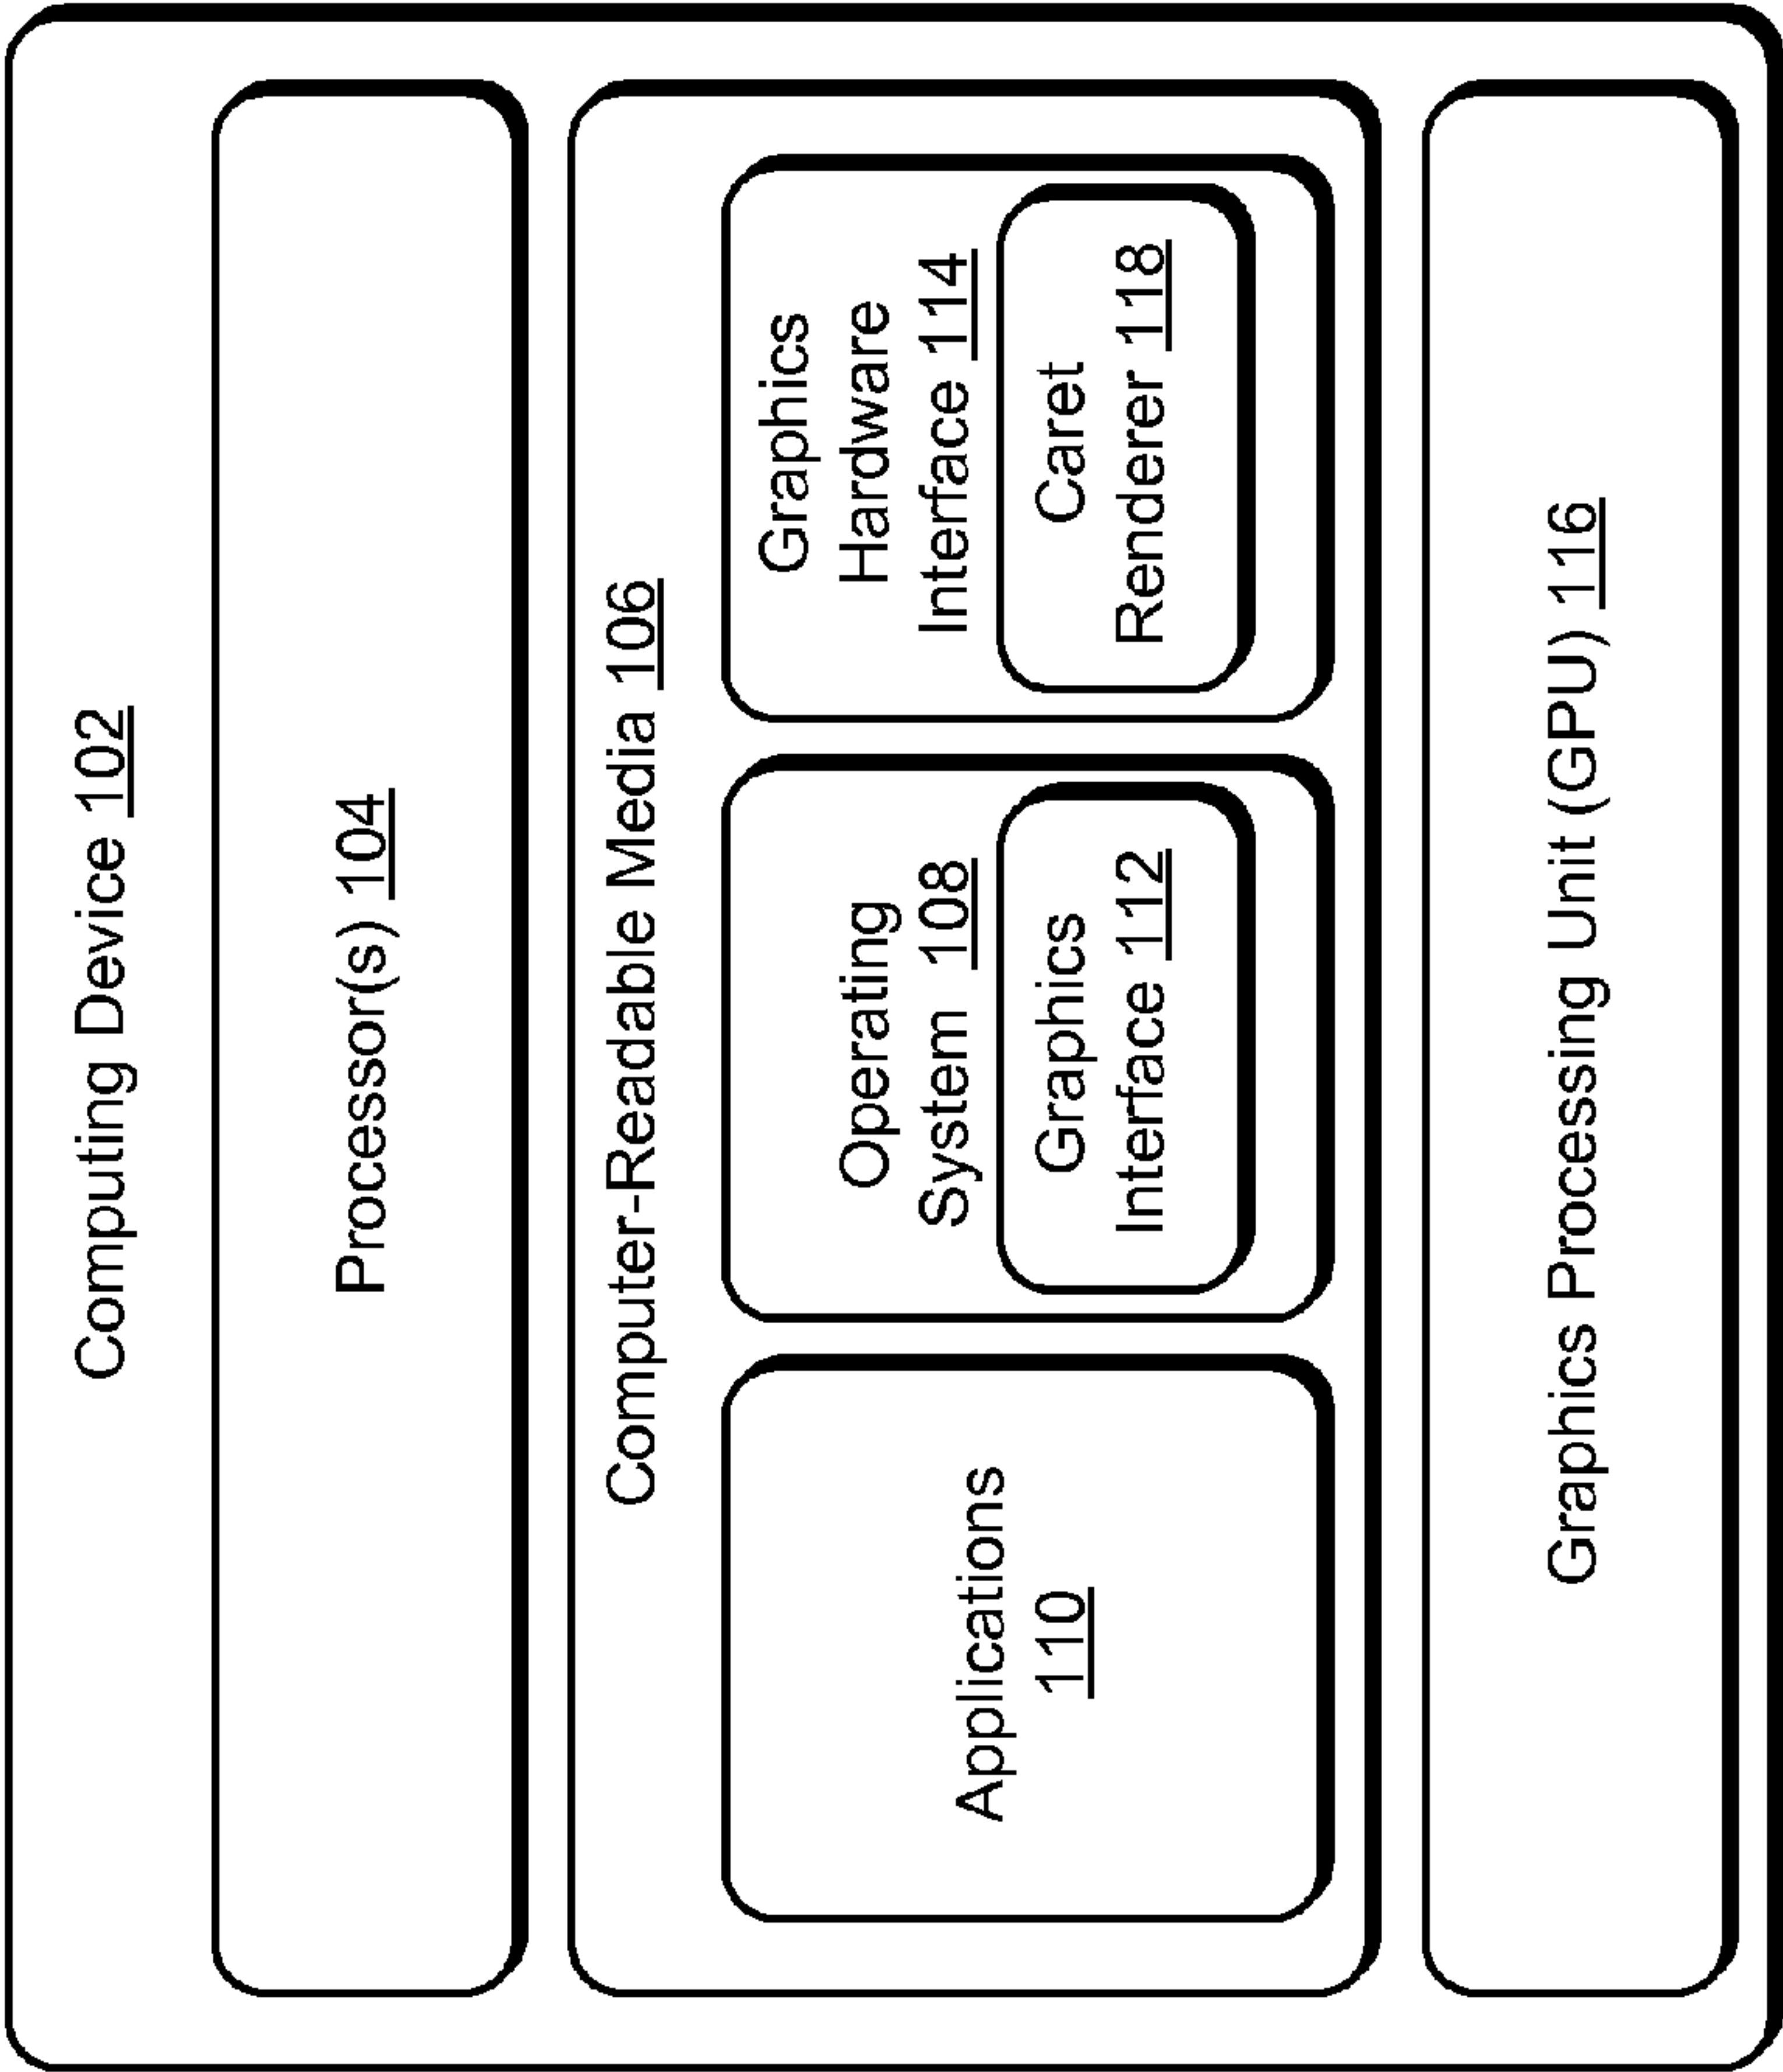 Computing Device 102
Processor(s) 104
Computer-Readable Media 106
Applications
110
Operating
System 108
Graphics
Interface 112
Graphics
Hardware
Interface 114
Caret
Renderer 118
Graphics Processing Unit (GPU) 116